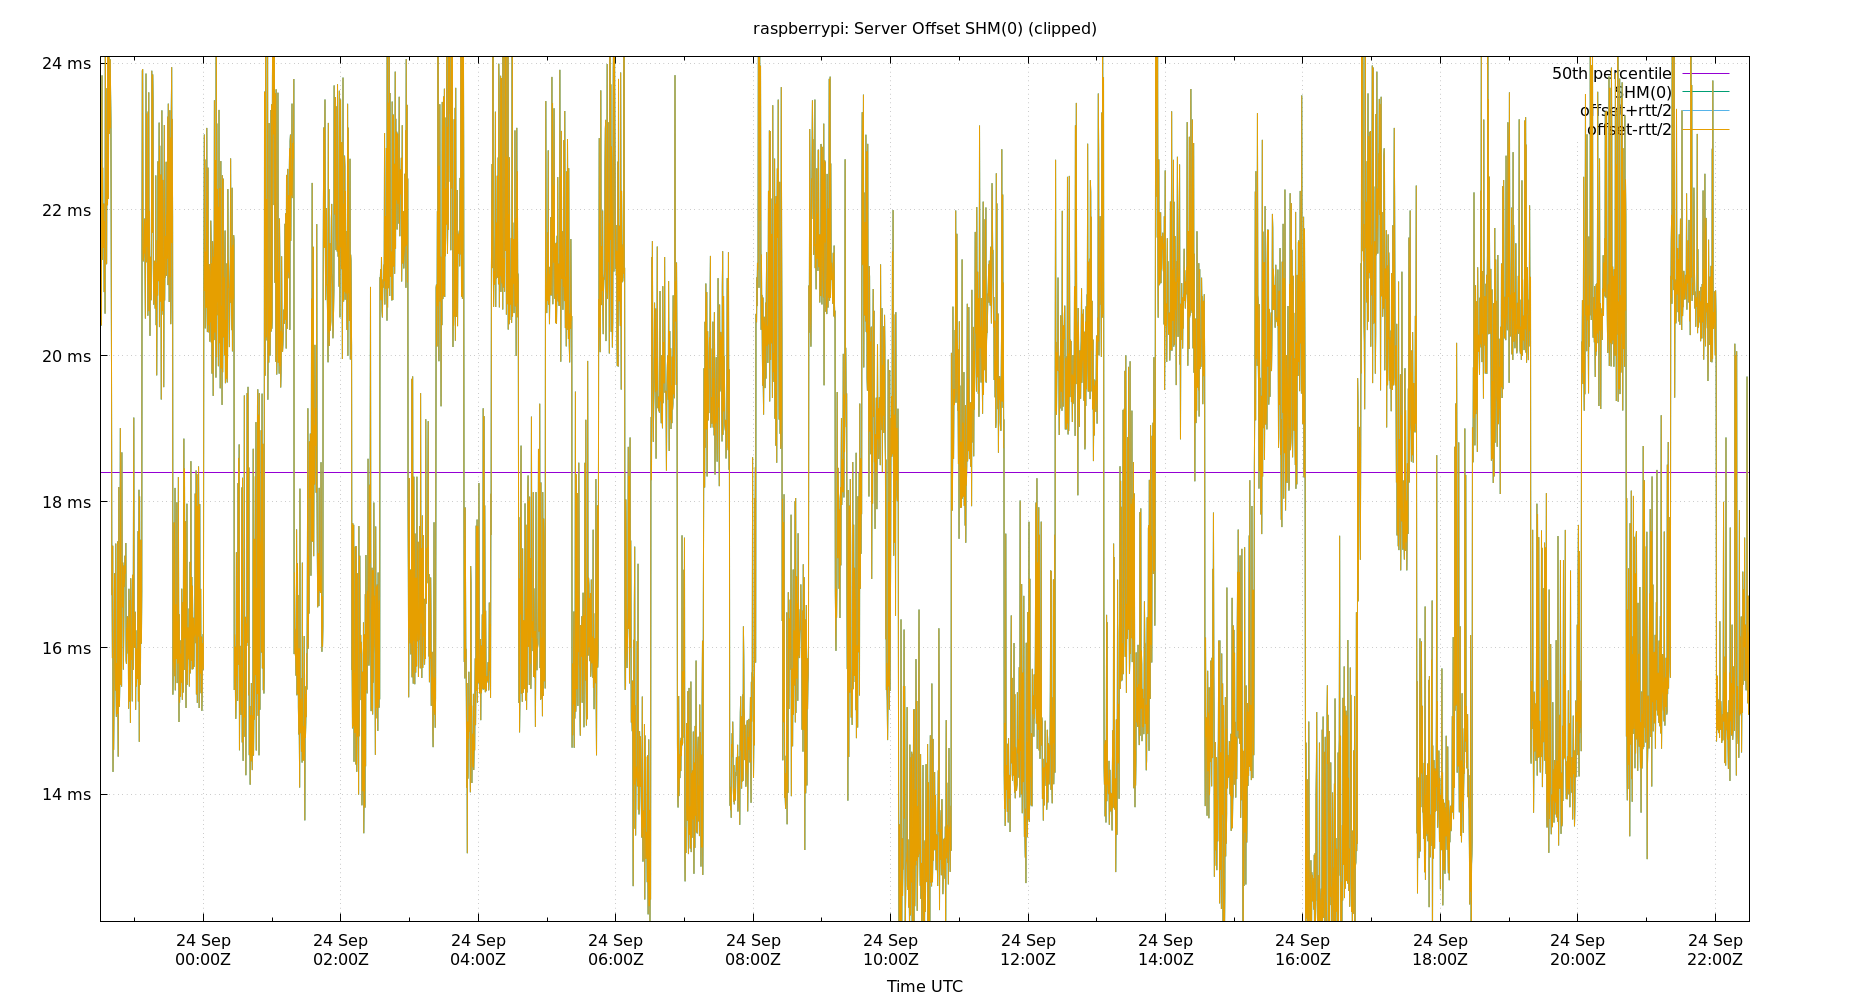 raspberrypi: Server Offset SHM(0) (clipped)
24 ms
22 ms
20 ms
18 ms
16 ms
14 ms
50th percentile
SHM(0)
offset+rtt/2
offset-rtt/2
24 Sep 24 Sep 24 Sep 24 Sep 24 Sep 24 Sep 24 Sep 24 Sep 24 Sep 24 Sep 24 Sep 24 Sep
00:00Z 02:00Z 04:00Z 06:00Z 08:00Z 10:00Z 12:00Z 14:00Z 16:00Z 18:00Z 20:00Z 22:00Z
Time UTC